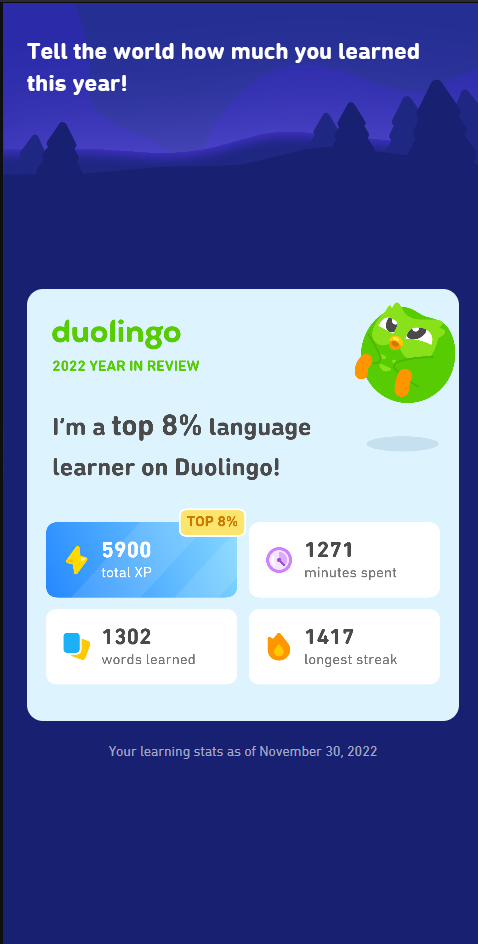 Tell the world how much you learned
this year!
duolingo
2022 YEAR IN REVIEW
I'm a top 8% language
learner on Duolingo!
TOP 8%
5900
total XP
1271
minutes spent
1302
words learned
1417
longest streak
Your learning stats as of November 30, 2022